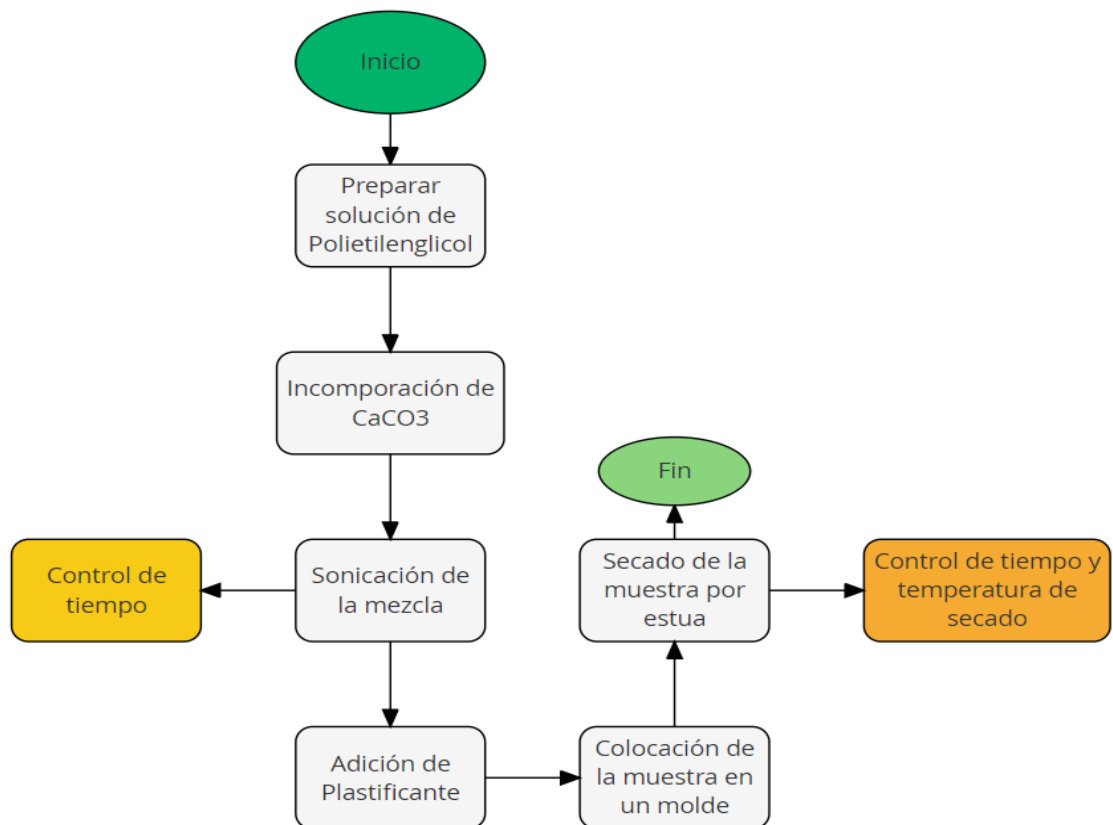 Inicio
Preparar
solución de
Polietilenglicol
Incomporación de
CaCO3
Sonicación de
la mezcla
Control de
tiempo
Adición de
Plastificante
Colocación de
la muestra en
un molde
Secado de la
muestra por
estua
Control de tiempo y
temperatura de
secado
Fin